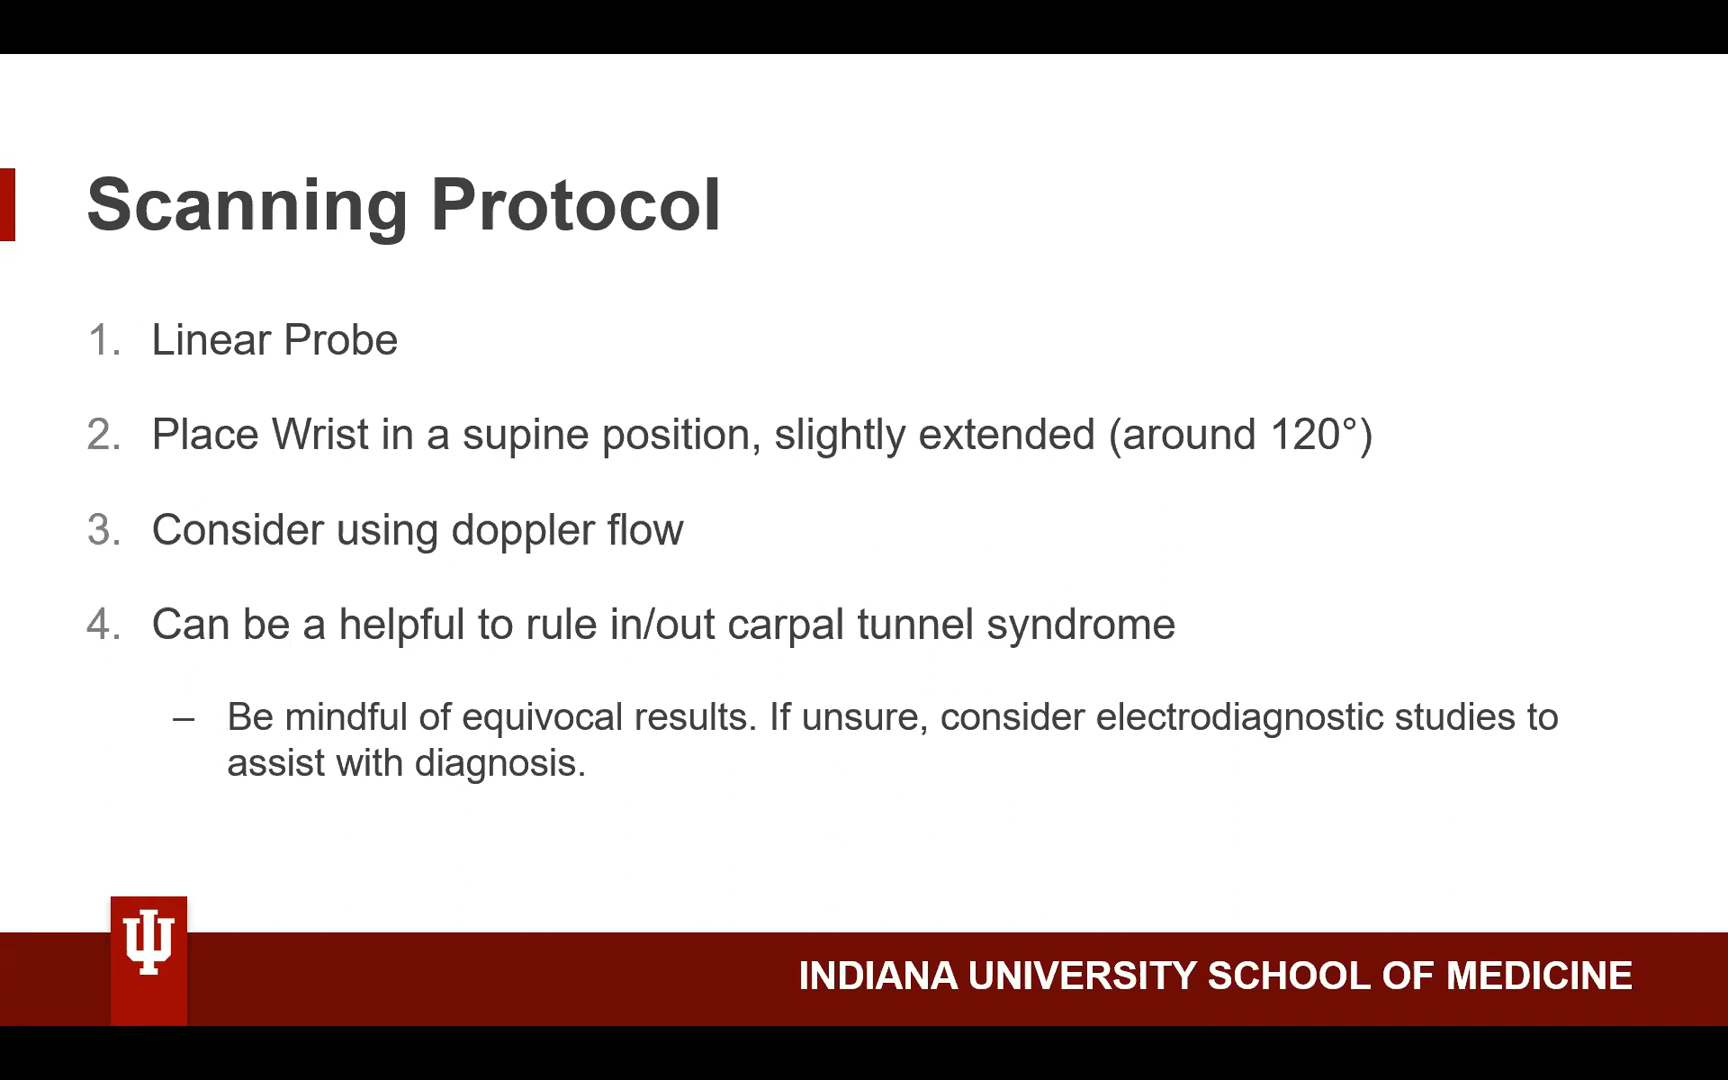 Scanning Protocol
1. Linear Probe
2. Place Wrist in a supine position, slightly extended (around 120°)
3. Consider using doppler flow
4. Can be a helpful to rule in/out carpal tunnel syndrome
– Be mindful of equivocal results. If unsure, consider electrodiagnostic studies to
assist with diagnosis.
INDIANA UNIVERSITY SCHOOL OF MEDICINE